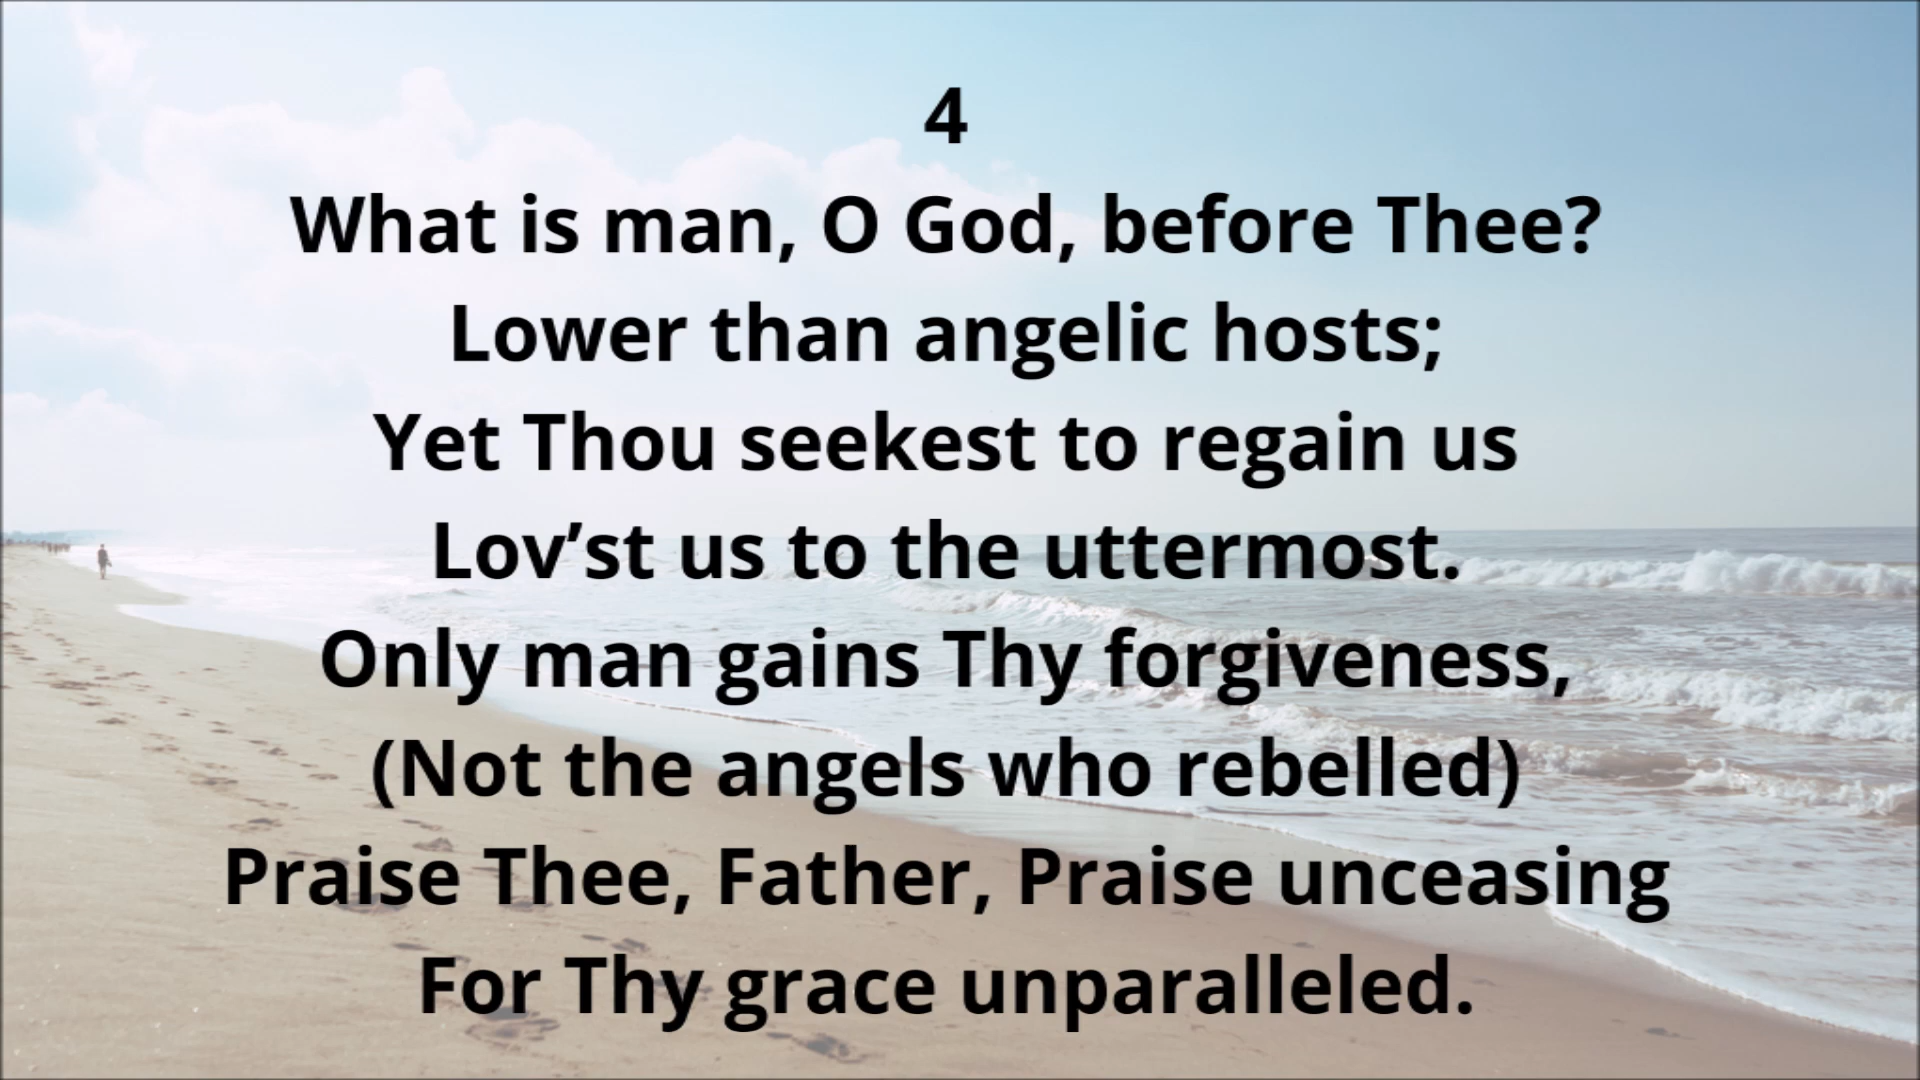 4
What is man, O God, before Thee?
Lower than angelic hosts;
Yet Thou seekest to regain us
Lov’st us to the uttermost.
Only man gains Thy forgiveness,
(Not the angels who rebelled)
Praise Thee, Father, Praise unceasing
For Thy grace unparalleled.